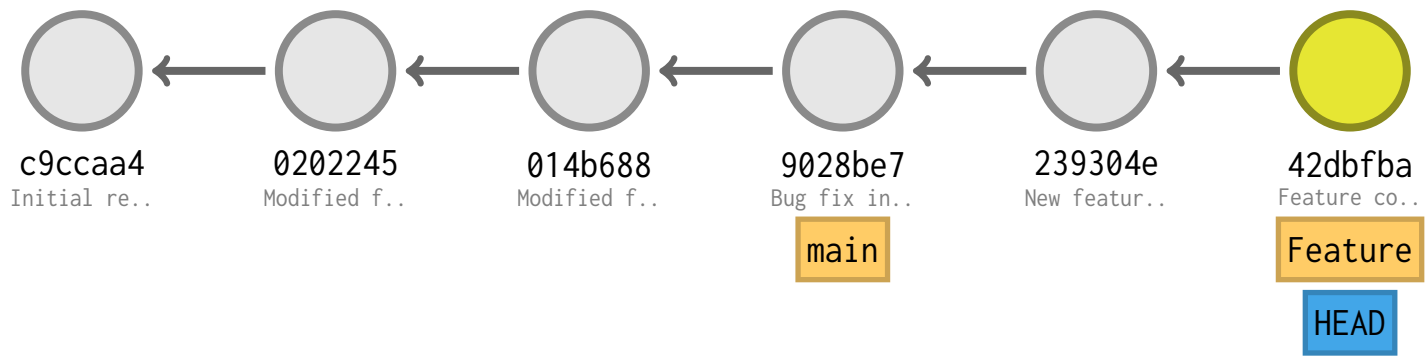 c9ccaa4 0202245 014b688 9028be7 239304e 42dbfba
Initial re.. Modified f.. Modified f.. Bug fix in.. New featur.. Feature co..
main Feature
HEAD